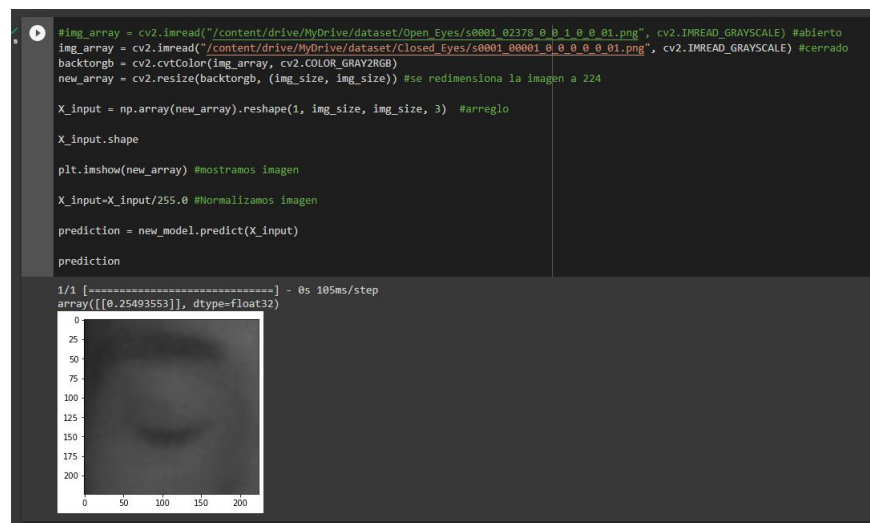 #img_array = cv2.imread("/content/drive/MyDrive/dataset/Open_Eyes/s0001_02378_0_0_1_0_0_01.png", cv2.IMREAD_GRAYSCALE) #abierto
img_array = cv2.imread("/content/drive/MyDrive/dataset/Closed_Eyes/s0001_00001_0_0_0_0_0_01.png", cv2.IMREAD_GRAYSCALE) #cerrado
backtorgb = cv2.cvtColor(img_array, cv2.COLOR_GRAY2RGB)
new_array = cv2.resize(backtorgb, (img_size, img_size)) #se redimensiona la imagen a 224
X_input = np.array(new_array).reshape(1, img_size, img_size, 3)  #arreglo
X_input.shape
plt.imshow(new_array) #mostramos imagen
X_input=X_input/255.0 #Normalizamos imagen
prediction = new_model.predict(X_input)
prediction
1/1 [==============================] - 0s 105ms/step
array([[0.25493553]], dtype=float32)
0
25
50
75
100
125
150
175
200
0 50 100 150 200